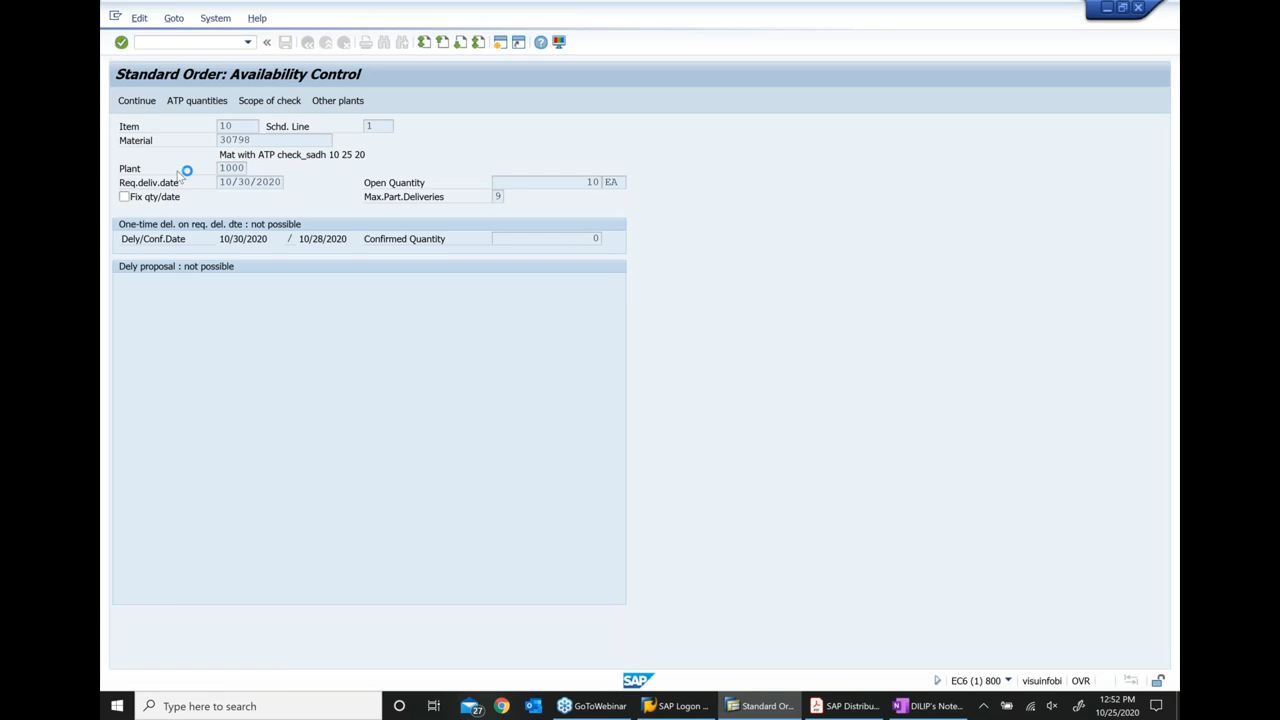 Edit Goto System Help
Standard Order: Availability Control
Continue ATP quantities Scope of check Other plants
Item 10 Schd. Line 1
Material 30798
Mat with ATP check_sadh 10 25 20
Plant 1000
Req.deliv.date 10/30/2020 Open Quantity 10 EA
Fix qty/date Max.Part.Deliveries 9
One-time del. on req. del. dte : not possible
Dely/Conf.Date 10/30/2020 / 10/28/2020 Confirmed Quantity 0
Dely proposal : not possible
SAP EC6 (1) 800 visuinfobi OVR
Type here to search 27 GoToWebinar SAP Logon ... Standard Or... SAP Distribu... DILIP's Note... 12:52 PM
10/25/2020